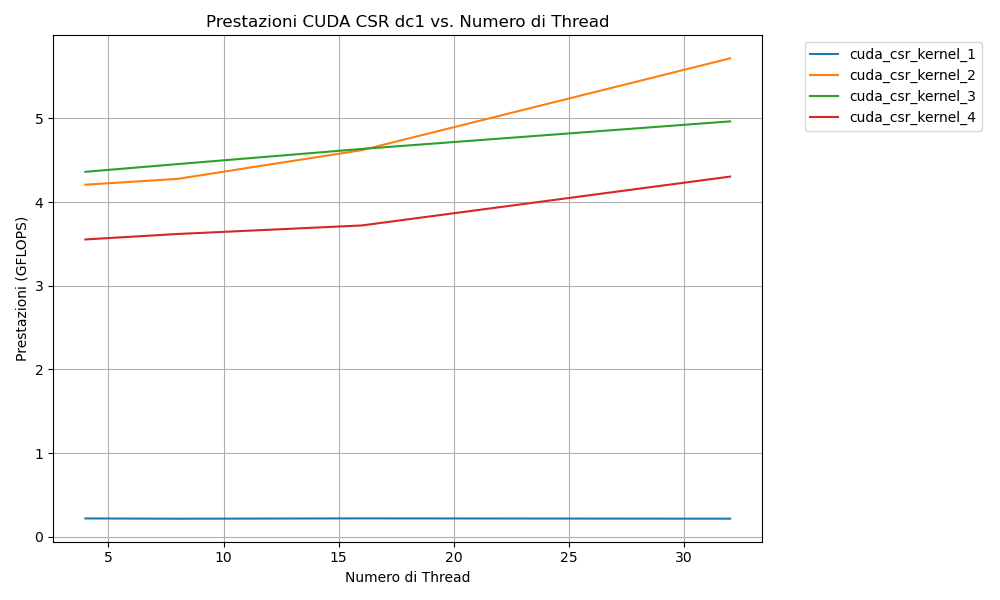 Prestazioni CUDA CSR dc1 vs. Numero di Thread
cuda_csr_kernel_1
cuda_csr_kernel_2
cuda_csr_kernel_3
cuda_csr_kernel_4
Prestazioni (GFLOPS)
5
4
3
2
1
0
5 10 15 20 25 30
Numero di Thread